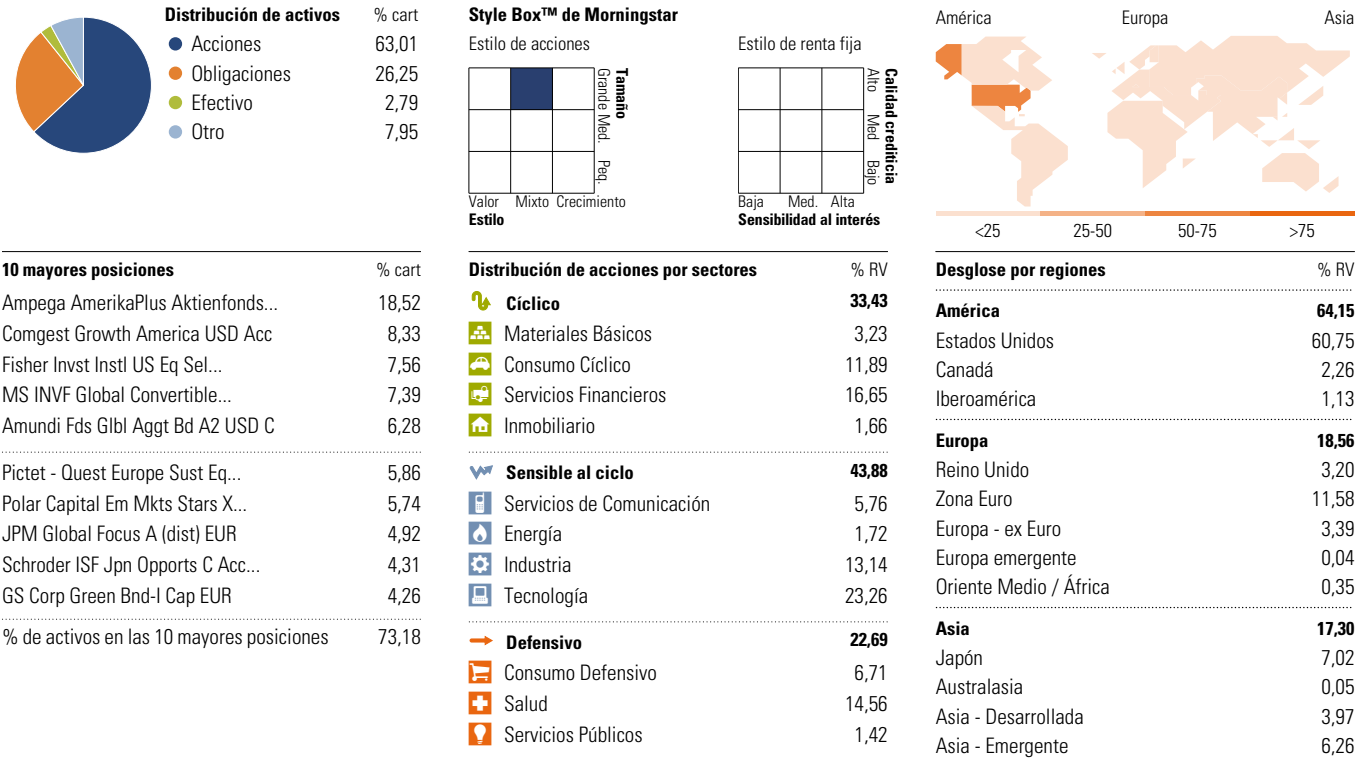 Distribución de activos % cart
Acciones 63,01
Obligaciones 26,25
Efectivo 2,79
Otro 7,95
Style Box™ de Morningstar
Estilo de acciones
Tamaño
Grande Med. Peq.
Valor Mixto Crecimiento
Estilo
Estilo de renta fija
Calidad crediticia
Alto Med Bajo
Baja Med. Alta
Sensibilidad al interés
América Europa Asia
<25 25-50 50-75 >75
10 mayores posiciones % cart
Ampega AmerikaPlus Aktienfonds... 18,52
Comgest Growth America USD Acc 8,33
Fisher Invst Instl US Eq Sel... 7,56
MS INVF Global Convertible... 7,39
Amundi Fds Glbl Aggt Bd A2 USD C 6,28
Pictet - Quest Europe Sust Eq... 5,86
Polar Capital Em Mkts Stars X... 5,74
JPM Global Focus A (dist) EUR 4,92
Schroder ISF Jpn Opports C Acc... 4,31
GS Corp Green Bnd-I Cap EUR 4,26
% de activos en las 10 mayores posiciones 73,18
Distribución de acciones por sectores % RV
Cíclico 33,43
Materiales Básicos 3,23
Consumo Cíclico 11,89
Servicios Financieros 16,65
Inmobiliario 1,66
Sensible al ciclo 43,88
Servicios de Comunicación 5,76
Energía 1,72
Industria 13,14
Tecnología 23,26
Defensivo 22,69
Consumo Defensivo 6,71
Salud 14,56
Servicios Públicos 1,42
Desglose por regiones % RV
América 64,15
Estados Unidos 60,75
Canadá 2,26
Iberoamérica 1,13
Europa 18,56
Reino Unido 3,20
Zona Euro 11,58
Europa - ex Euro 3,39
Europa emergente 0,04
Oriente Medio / África 0,35
Asia 17,30
Japón 7,02
Australasia 0,05
Asia - Desarrollada 3,97
Asia - Emergente 6,26